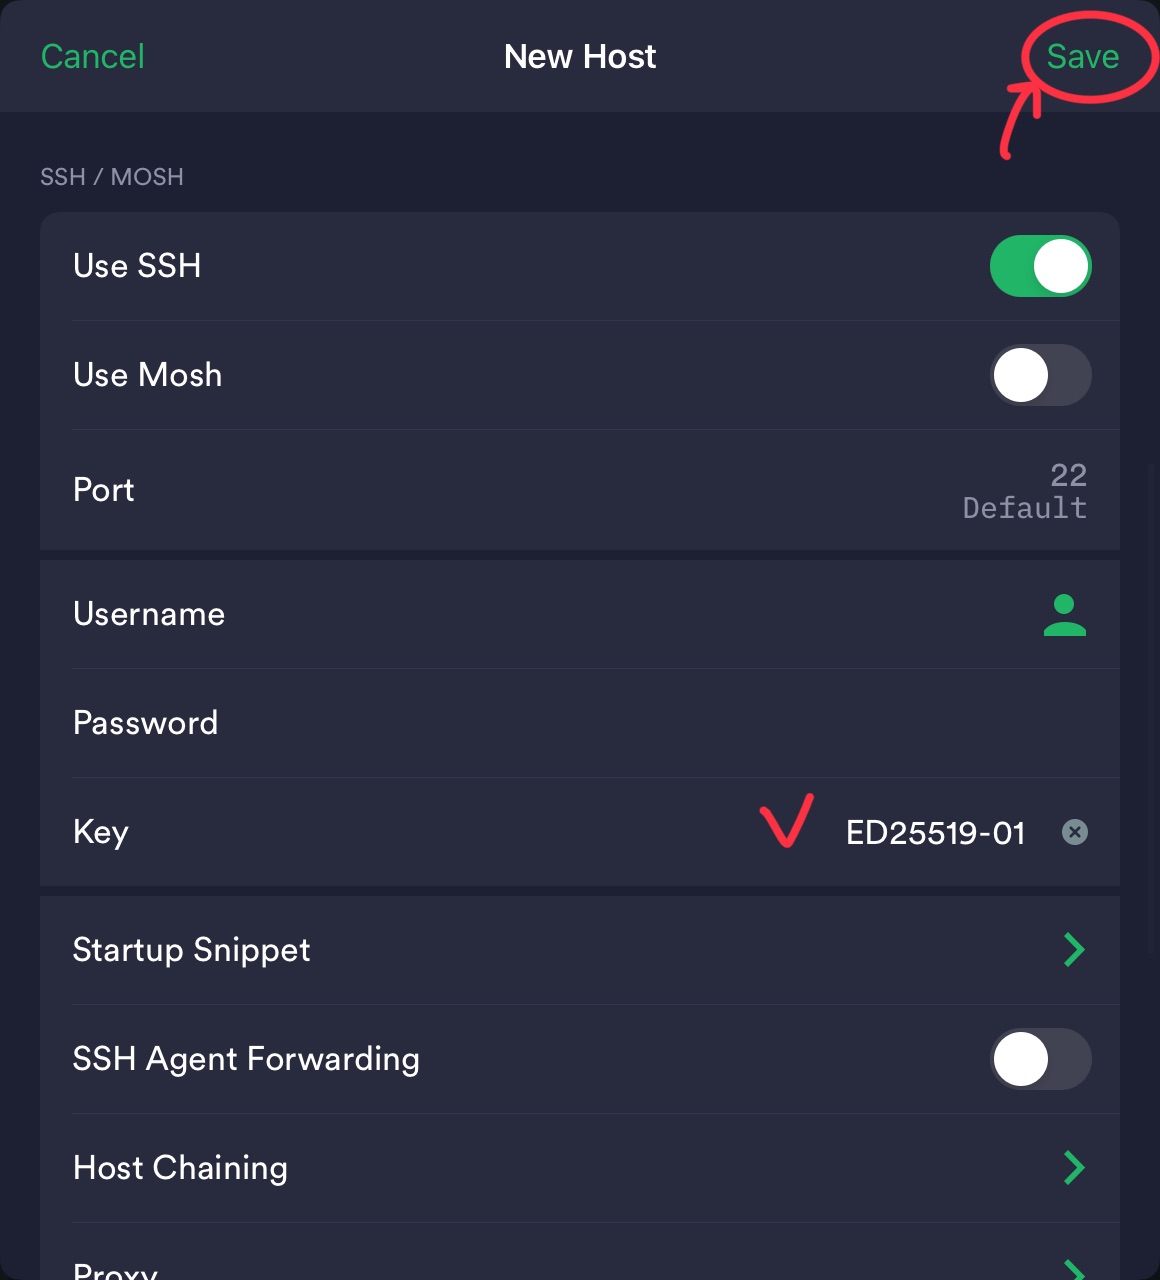 Cancel New Host Save
SSH / MOSH
Use SSH
Use Mosh
Port 22
Default
Username
Password
Key ED25519-01
Startup Snippet
SSH Agent Forwarding
Host Chaining
Proxy